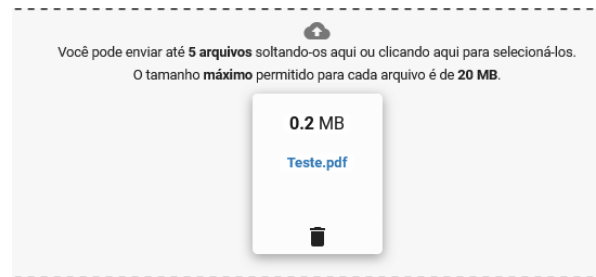 Você pode enviar até 5 arquivos soltando-os aqui ou clicando aqui para selecioná-los.
O tamanho máximo permitido para cada arquivo é de 20 MB.
0.2 MB
Teste.pdf